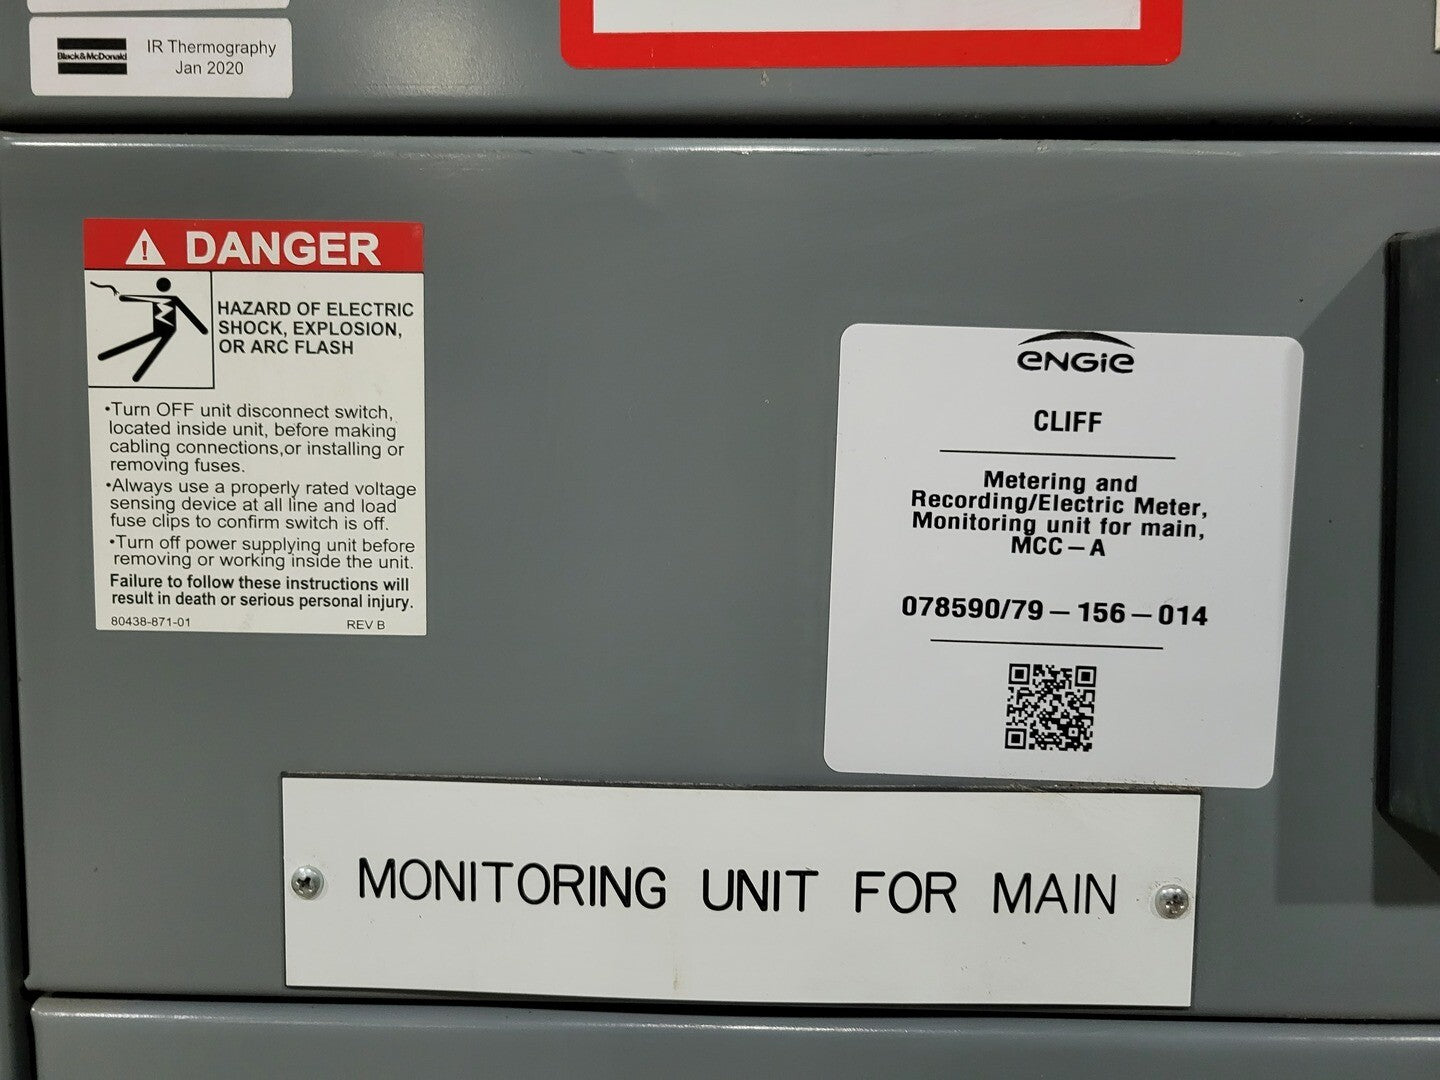 Black&McDonald
IR Thermography
Jan 2020
DANGER
HAZARD OF ELECTRIC
SHOCK, EXPLOSION,
OR ARC FLASH
•Turn OFF unit disconnect switch,
located inside unit, before making
cabling connections,or installing or
removing fuses.
•Always use a properly rated voltage
sensing device at all line and load
fuse clips to confirm switch is off.
•Turn off power supplying unit before
removing or working inside the unit.
Failure to follow these instructions will
result in death or serious personal injury.
80438-871-01 REV B
ENGIE
CLIFF
Metering and
Recording/Electric Meter,
Monitoring unit for main,
MCC – A
078590/79 – 156 – 014
MONITORING UNIT FOR MAIN